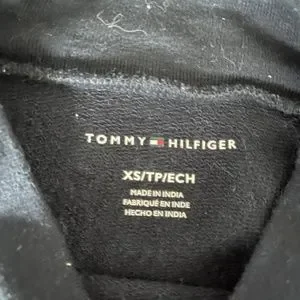 TOMMY HILFIGER
XS/TP/ECH
MADE IN INDIA
FABRIQUÉ EN INDE
HECHO EN INDIA